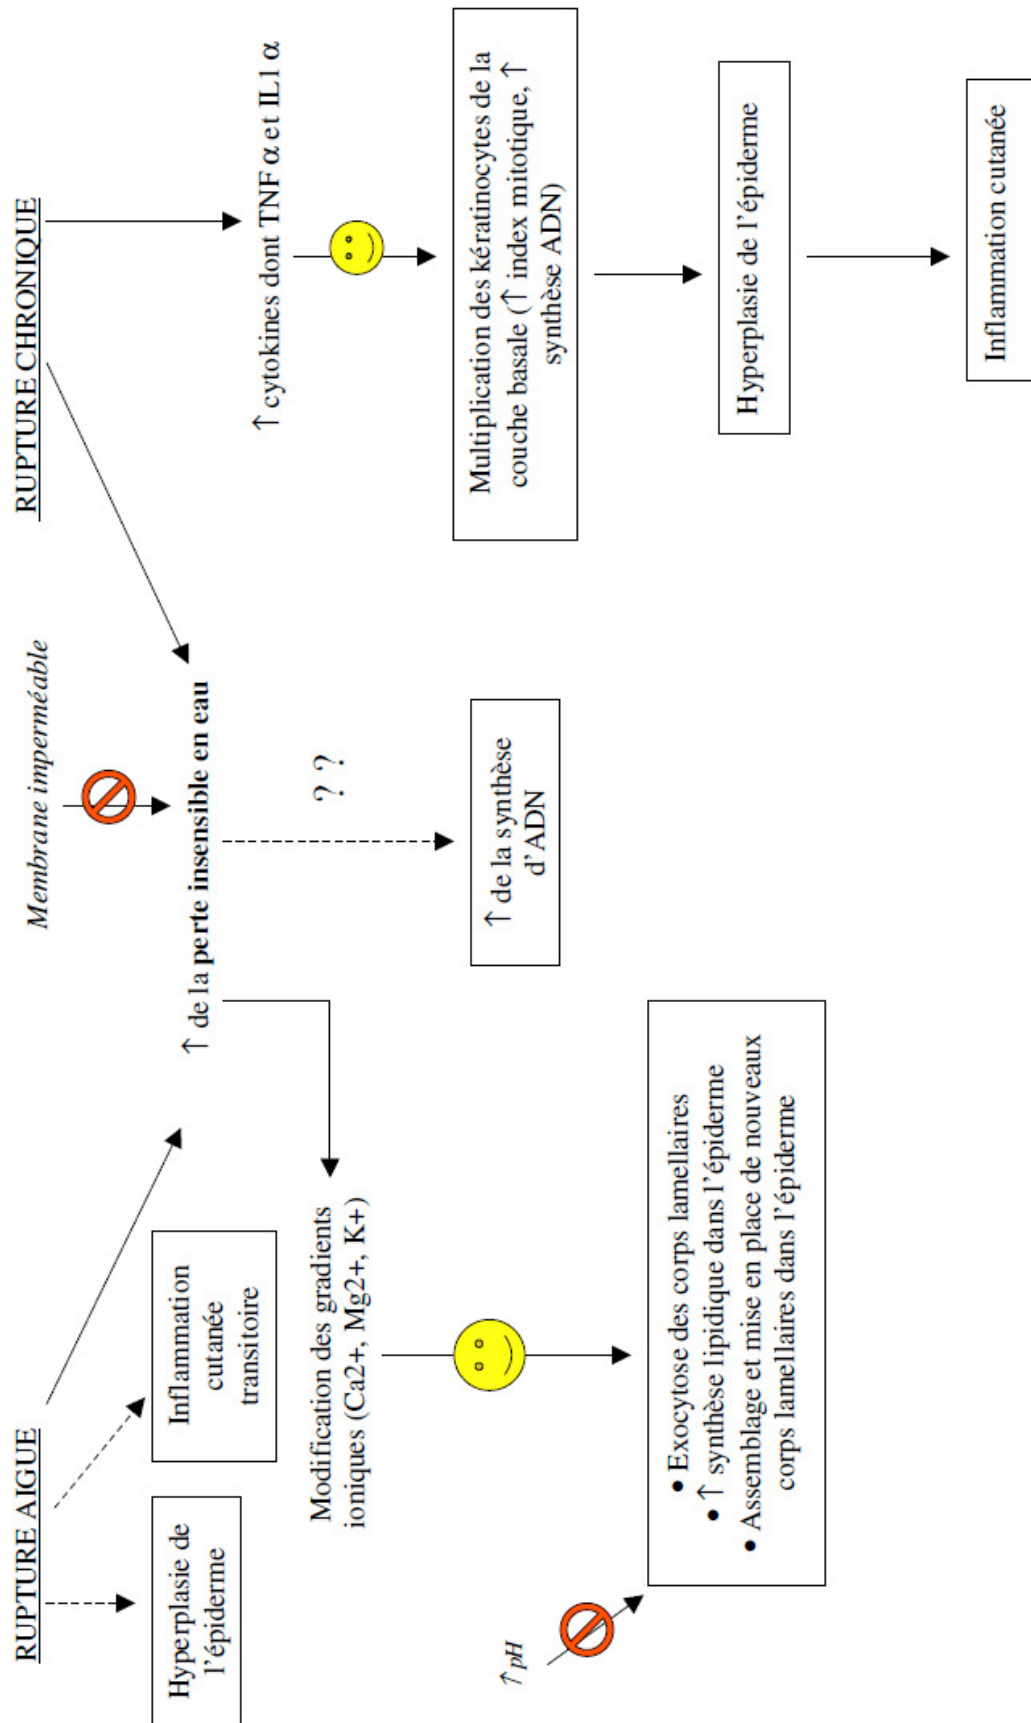 RUPTURE AIGUE
RUPTURE CHRONIQUE
Membrane imperméable
Hyperplasie de
l'épiderme
Inflammation
cutanée
transitoire
↑ de la perte insensible en eau
↑ cytokines dont TNF α et IL1 α
Modification des gradients
ioniques (Ca2+, Mg2+, K+)
? ?
↑ de la synthèse
d'ADN
Multiplication des kératinocytes de la
couche basale (↑ index mitotique, ↑
synthèse ADN)
↑ pH
• Exocytose des corps lamellaires
• ↑ synthèse lipidique dans l'épiderme
• Assemblage et mise en place de nouveaux
corps lamellaires dans l'épiderme
Hyperplasie de l'épiderme
Inflammation cutanée